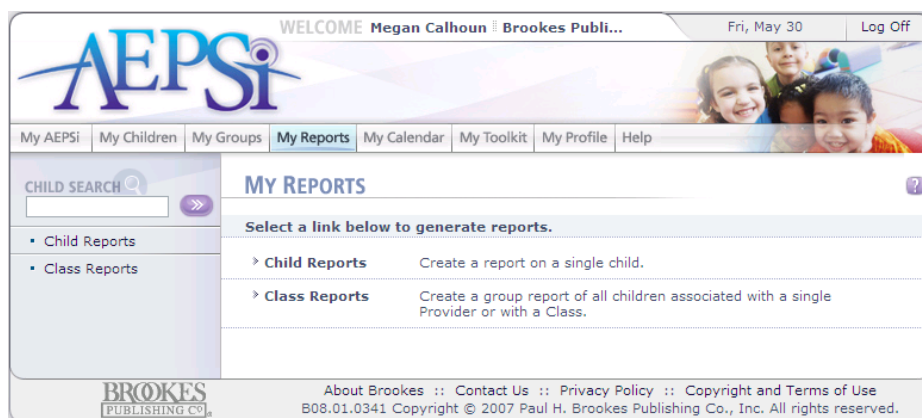 WELCOME Megan Calhoun Brookes Publi... Fri, May 30 Log Off
AEPSi
My AEPSi My Children My Groups My Reports My Calendar My Toolkit My Profile Help
CHILD SEARCH
MY REPORTS
?
Select a link below to generate reports.
Child Reports
Class Reports
Child Reports Create a report on a single child.
Class Reports Create a group report of all children associated with a single
Provider or with a Class.
BROOKES
PUBLISHING CO
About Brookes :: Contact Us :: Privacy Policy :: Copyright and Terms of Use
B08.01.0341 Copyright © 2007 Paul H. Brookes Publishing Co., Inc. All rights reserved.